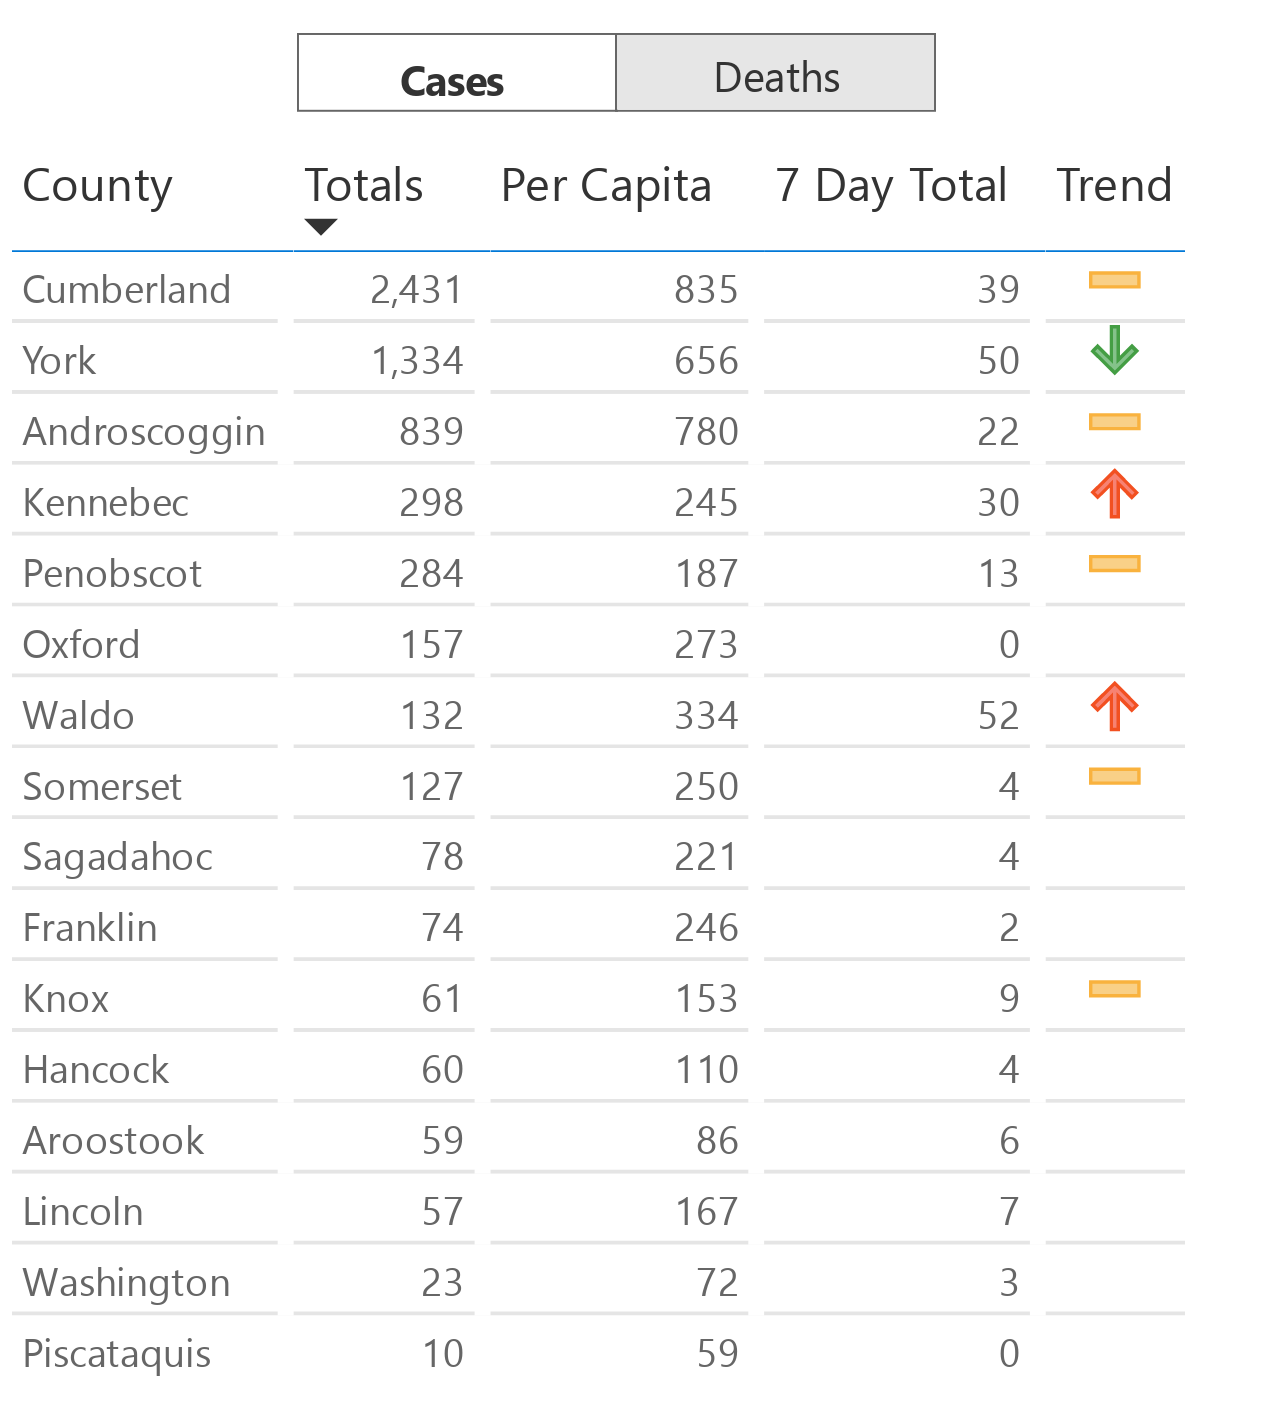 Cases Deaths
County Totals Per Capita 7 Day Total Trend
Cumberland 2,431 835 39
York 1,334 656 50
Androscoggin 839 780 22
Kennebec 298 245 30
Penobscot 284 187 13
Oxford 157 273 0
Waldo 132 334 52
Somerset 127 250 4
Sagadahoc 78 221 4
Franklin 74 246 2
Knox 61 153 9
Hancock 60 110 4
Aroostook 59 86 6
Lincoln 57 167 7
Washington 23 72 3
Piscataquis 10 59 0